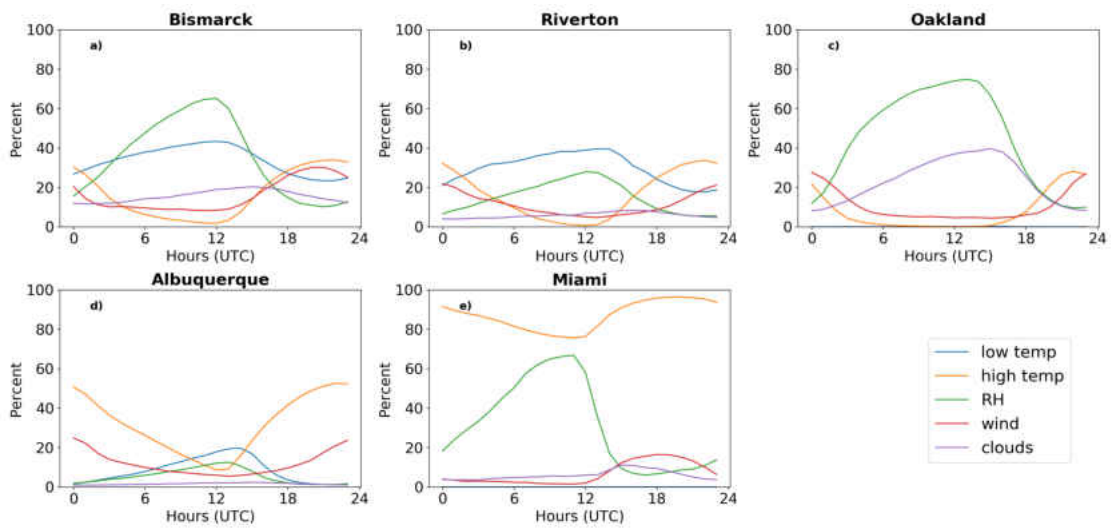 Bismarck
a)
100
80
60
40
20
0
Percent
0 6 12 18 24
Hours (UTC)
Riverton
b)
100
80
60
40
20
0
Percent
0 6 12 18 24
Hours (UTC)
Oakland
c)
100
80
60
40
20
0
Percent
0 6 12 18 24
Hours (UTC)
Albuquerque
d)
100
80
60
40
20
0
Percent
0 6 12 18 24
Hours (UTC)
Miami
e)
100
80
60
40
20
0
Percent
0 6 12 18 24
Hours (UTC)
low temp
high temp
RH
wind
clouds